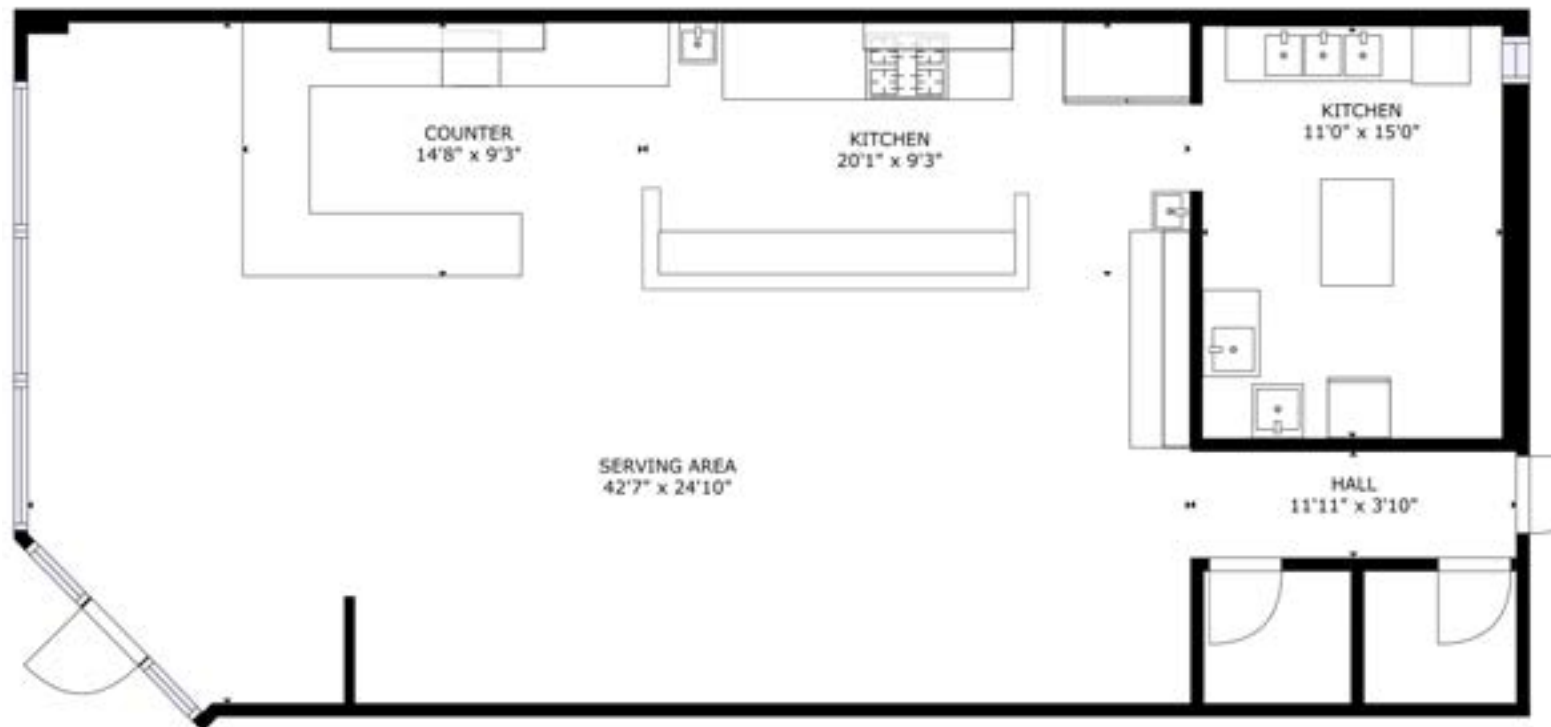 COUNTER
14'8" x 9'3"
KITCHEN
20'1" x 9'3"
KITCHEN
11'0" x 15'0"
SERVING AREA
42'7" x 24'10"
HALL
11'11" x 3'10"